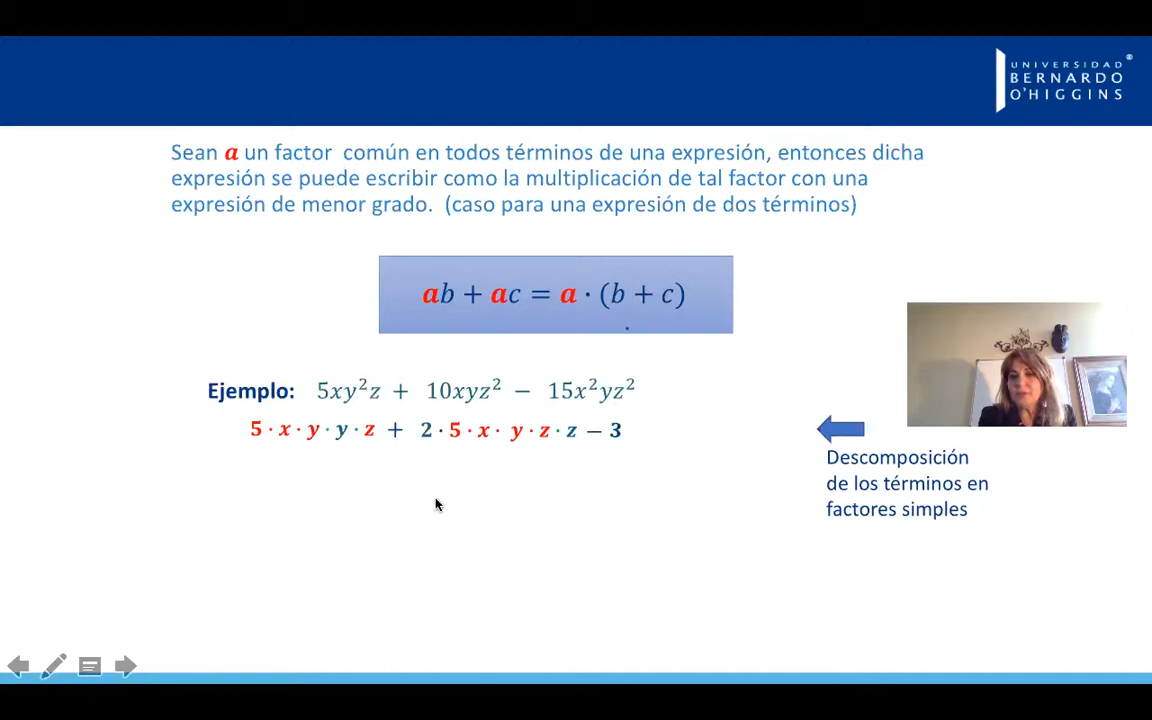 UNIVERSIDAD
BERNARDO
O'HIGGINS
®
Sean a un factor común en todos términos de una expresión, entonces dicha
expresión se puede escribir como la multiplicación de tal factor con una
expresión de menor grado. (caso para una expresión de dos términos)
ab + ac = a · (b + c)
.
Ejemplo: 5xy²z + 10xyz² − 15x²yz²
5 · x · y · y · z + 2 · 5 · x · y · z · z − 3
Descomposición
de los términos en
factores simples